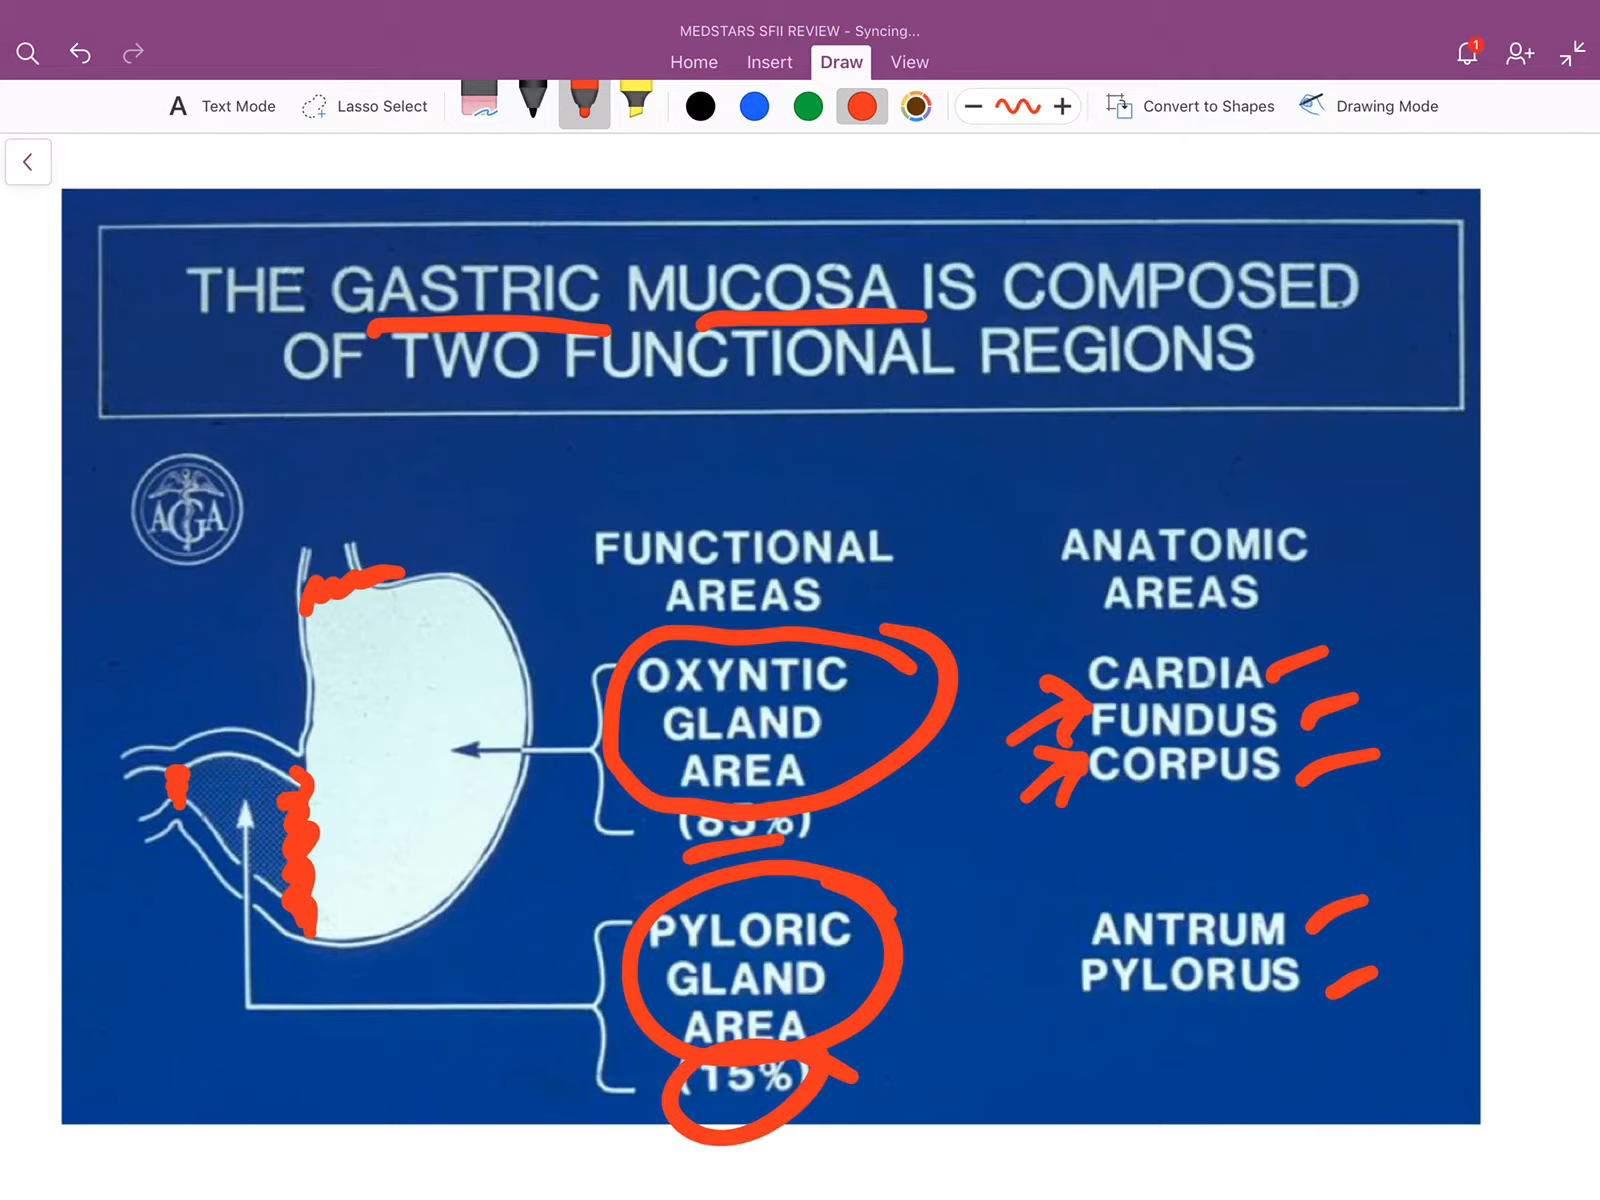 MEDSTARS SFII REVIEW - Syncing...
Home Insert Draw View
1
A Text Mode Lasso Select Convert to Shapes Drawing Mode
THE GASTRIC MUCOSA IS COMPOSED
OF TWO FUNCTIONAL REGIONS
AGA
FUNCTIONAL
AREAS
OXYNTIC
GLAND
AREA
(85%)
PYLORIC
GLAND
AREA
(15%)
ANATOMIC
AREAS
CARDIA
FUNDUS
CORPUS
ANTRUM
PYLORUS